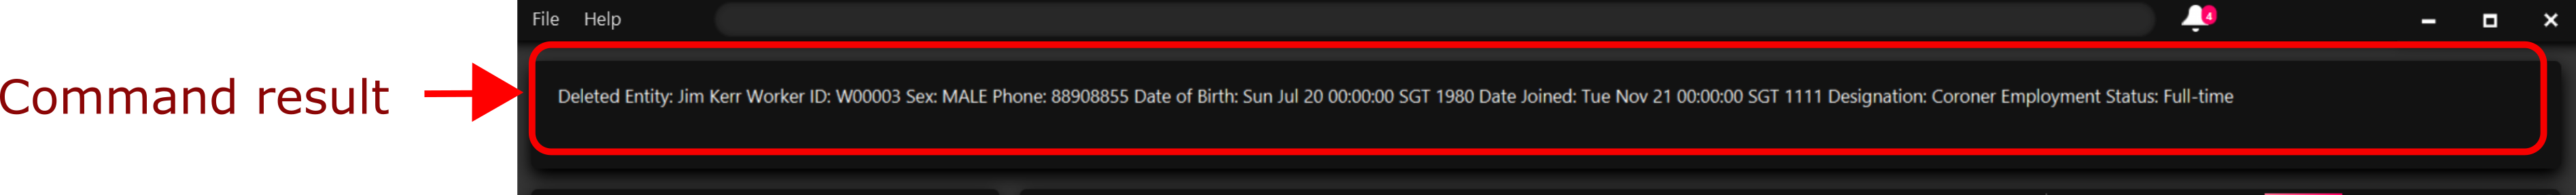 File Help
4
Command result
Deleted Entity: Jim Kerr Worker ID: W00003 Sex: MALE Phone: 88908855 Date of Birth: Sun Jul 20 00:00:00 SGT 1980 Date Joined: Tue Nov 21 00:00:00 SGT 1111 Designation: Coroner Employment Status: Full-time